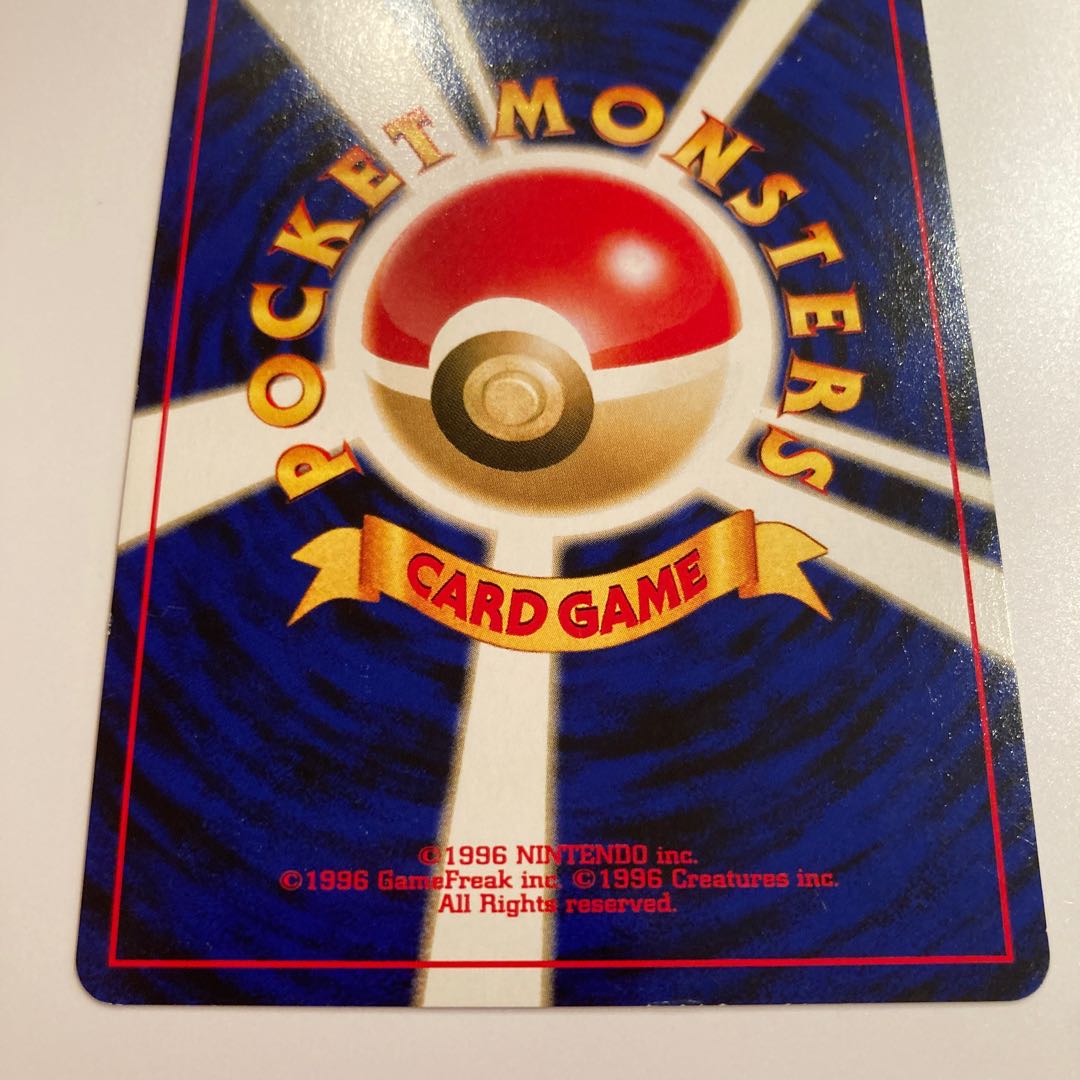 POCKET MONSTERS
CARD GAME
©1996 NINTENDO inc.
©1996 GameFreak inc. ©1996 Creatures inc.
All Rights reserved.